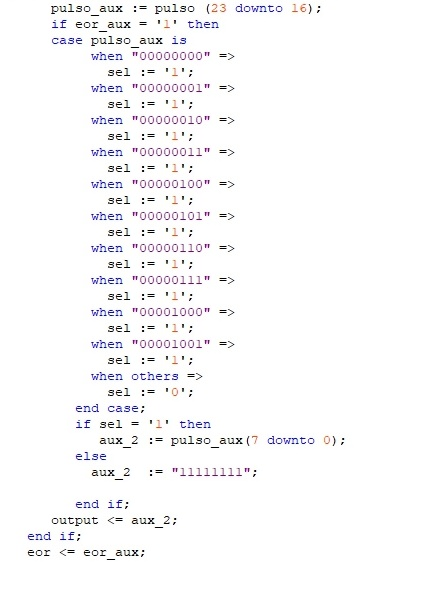 pulso_aux := pulso (23 downto 16);
if eor_aux = '1' then
case pulso_aux is
when "00000000" =>
sel := '1';
when "00000001" =>
sel := '1';
when "00000010" =>
sel := '1';
when "00000011" =>
sel := '1';
when "00000100" =>
sel := '1';
when "00000101" =>
sel := '1';
when "00000110" =>
sel := '1';
when "00000111" =>
sel := '1';
when "00001000" =>
sel := '1';
when "00001001" =>
sel := '1';
when others =>
sel := '0';
end case;
if sel = '1' then
aux_2 := pulso_aux(7 downto 0);
else
aux_2  := "11111111";
end if;
output <= aux_2;
end if;
eor <= eor_aux;